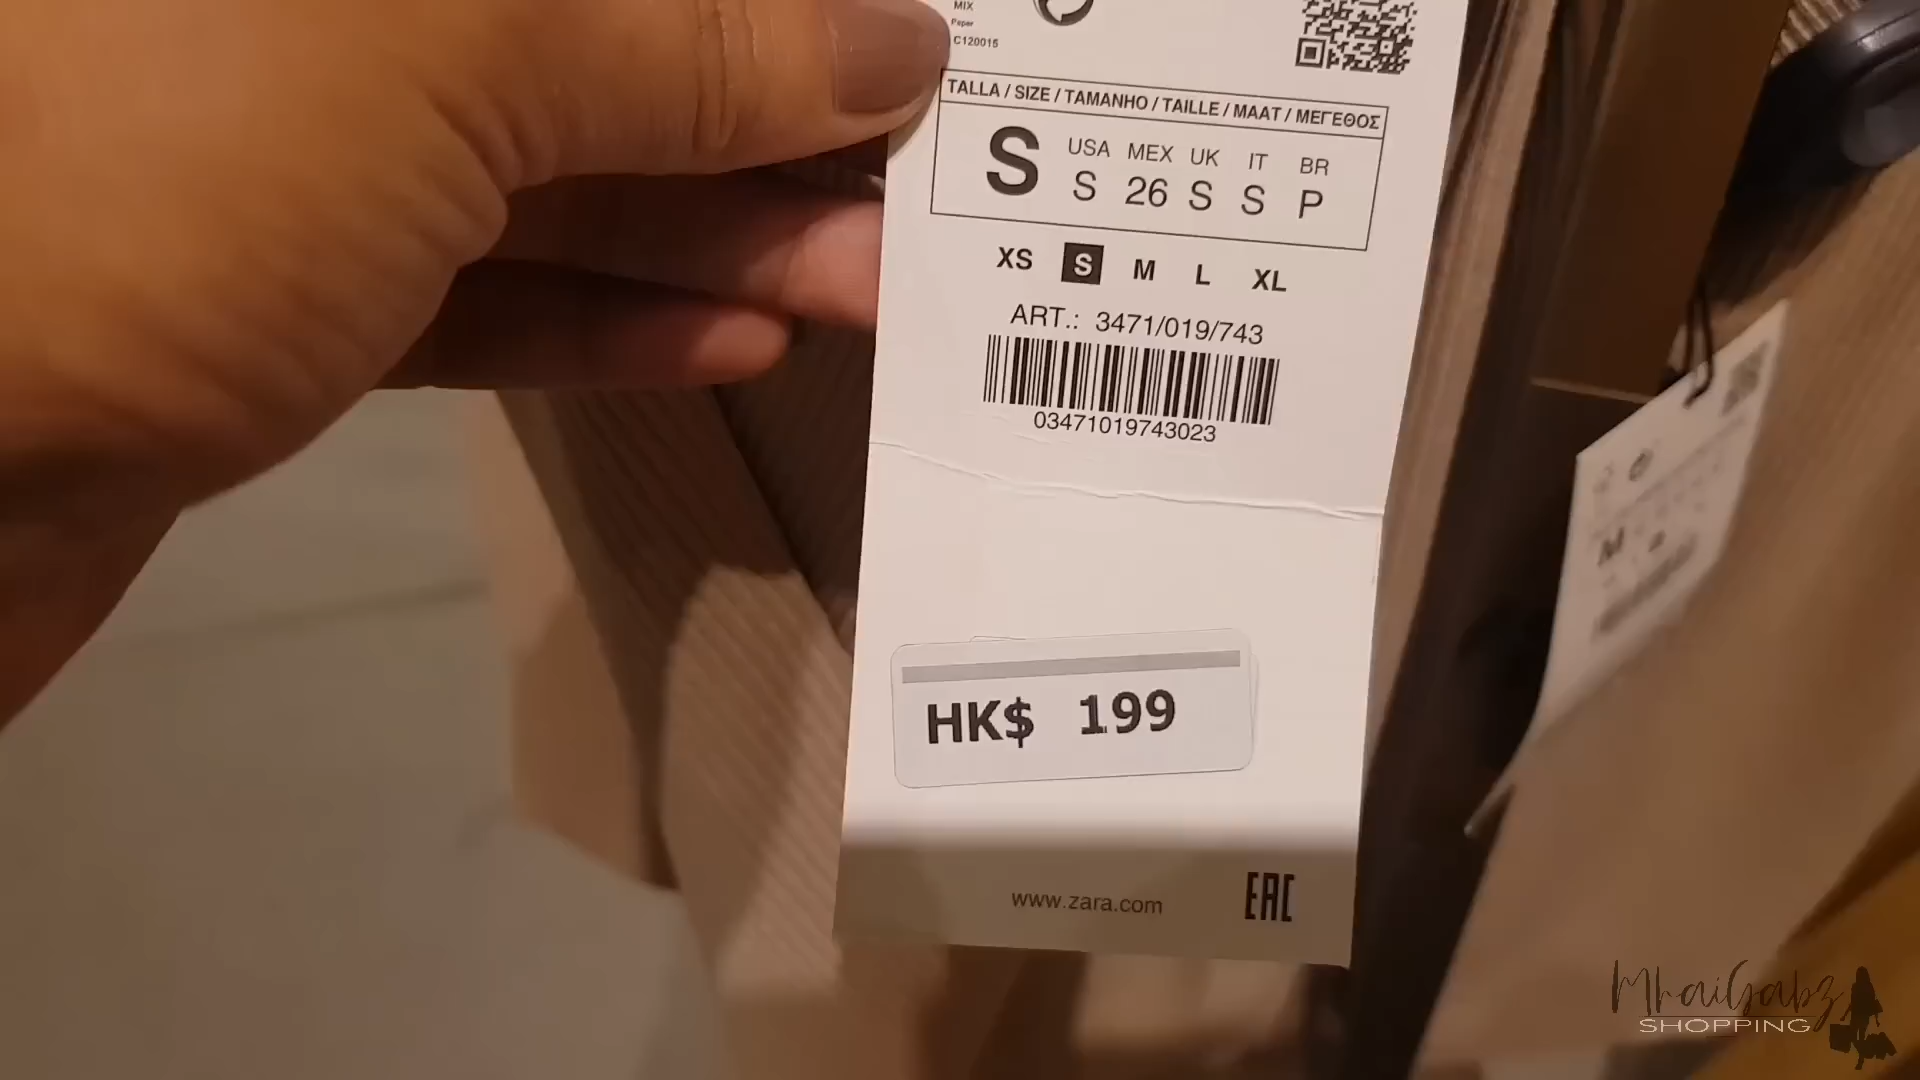 MIX
Paper
C120015
TALLA / SIZE / TAMANHO / TAILLE / MAAT / ΜΕΓΕΘΟΣ
USA MEX UK IT BR
S S 26 S S P
XS S M L XL
ART.: 3471/019/743
03471019743023
HK$ 199
www.zara.com
EAC
M
MhaiGabz
SHOPPING